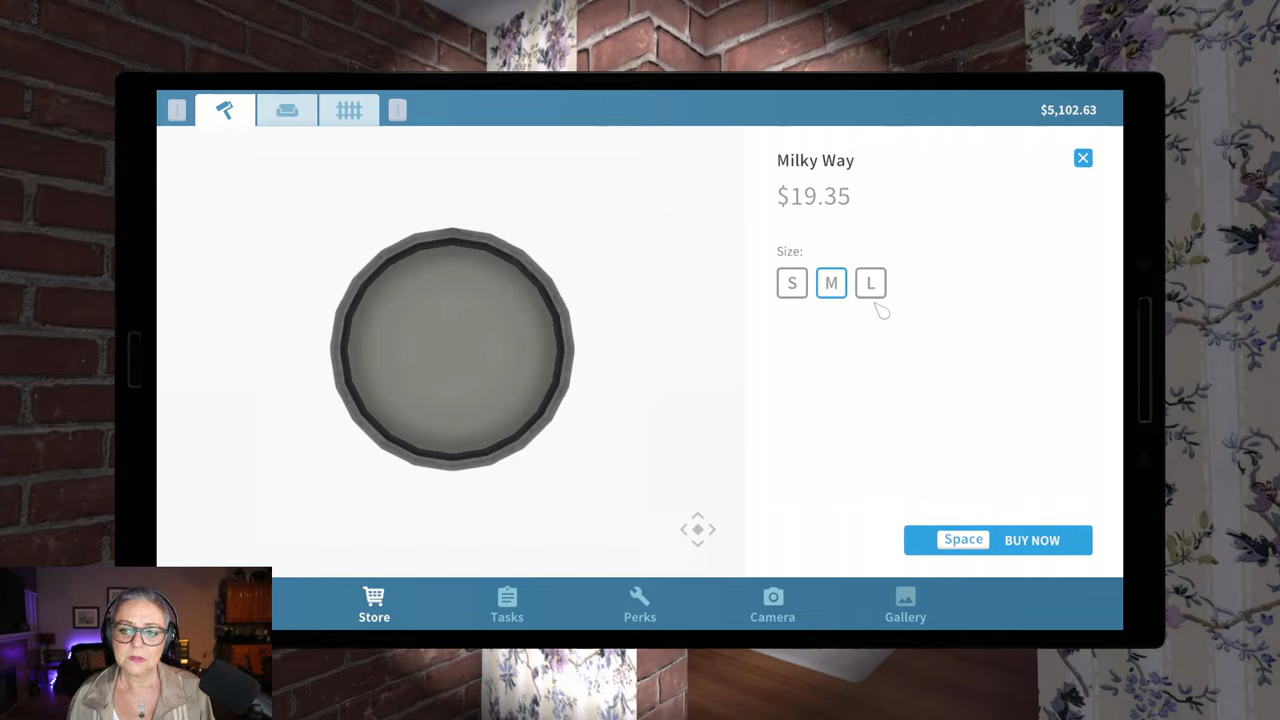 $5,102.63
Milky Way
$19.35
Size:
S M L
Space BUY NOW
Store Tasks Perks Camera Gallery